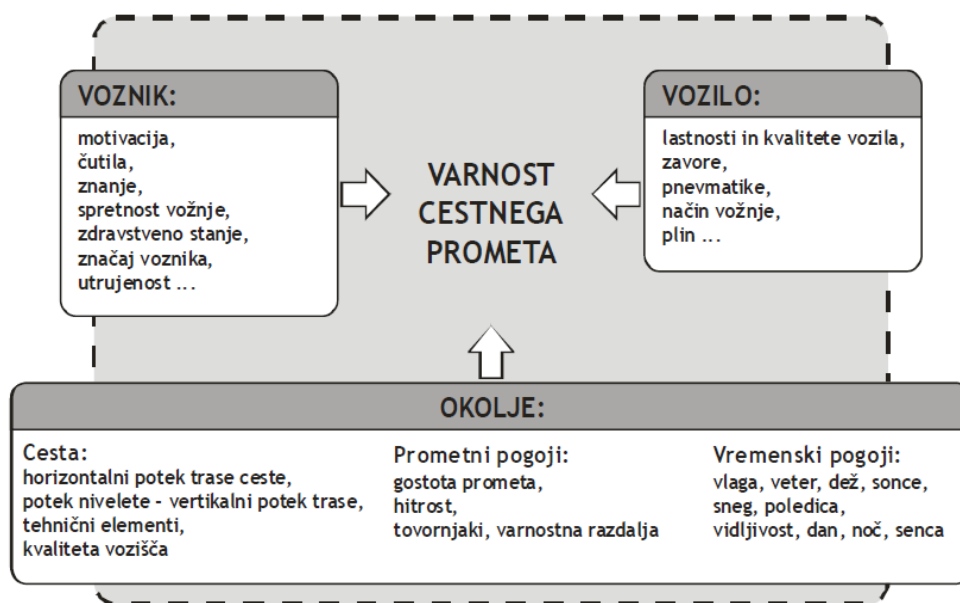 VOZNIK:
motivacija,
čutila,
znanje,
spretnost vožnje,
zdravstveno stanje,
značaj voznika,
utrujenost ...
VARNOST
CESTNEGA
PROMETA
VOZILO:
lastnosti in kvalitete vozila,
zavore,
pnevmatike,
način vožnje,
plin ...
OKOLJE:
Cesta:
horizontalni potek trase ceste,
potek nivelete - vertikalni potek trase,
tehnični elementi,
kvaliteta vozišča
Prometni pogoji:
gostota prometa,
hitrost,
tovornjaki, varnostna razdalja
Vremenski pogoji:
vlaga, veter, dež, sonce,
sneg, poledica,
vidljivost, dan, noč, senca